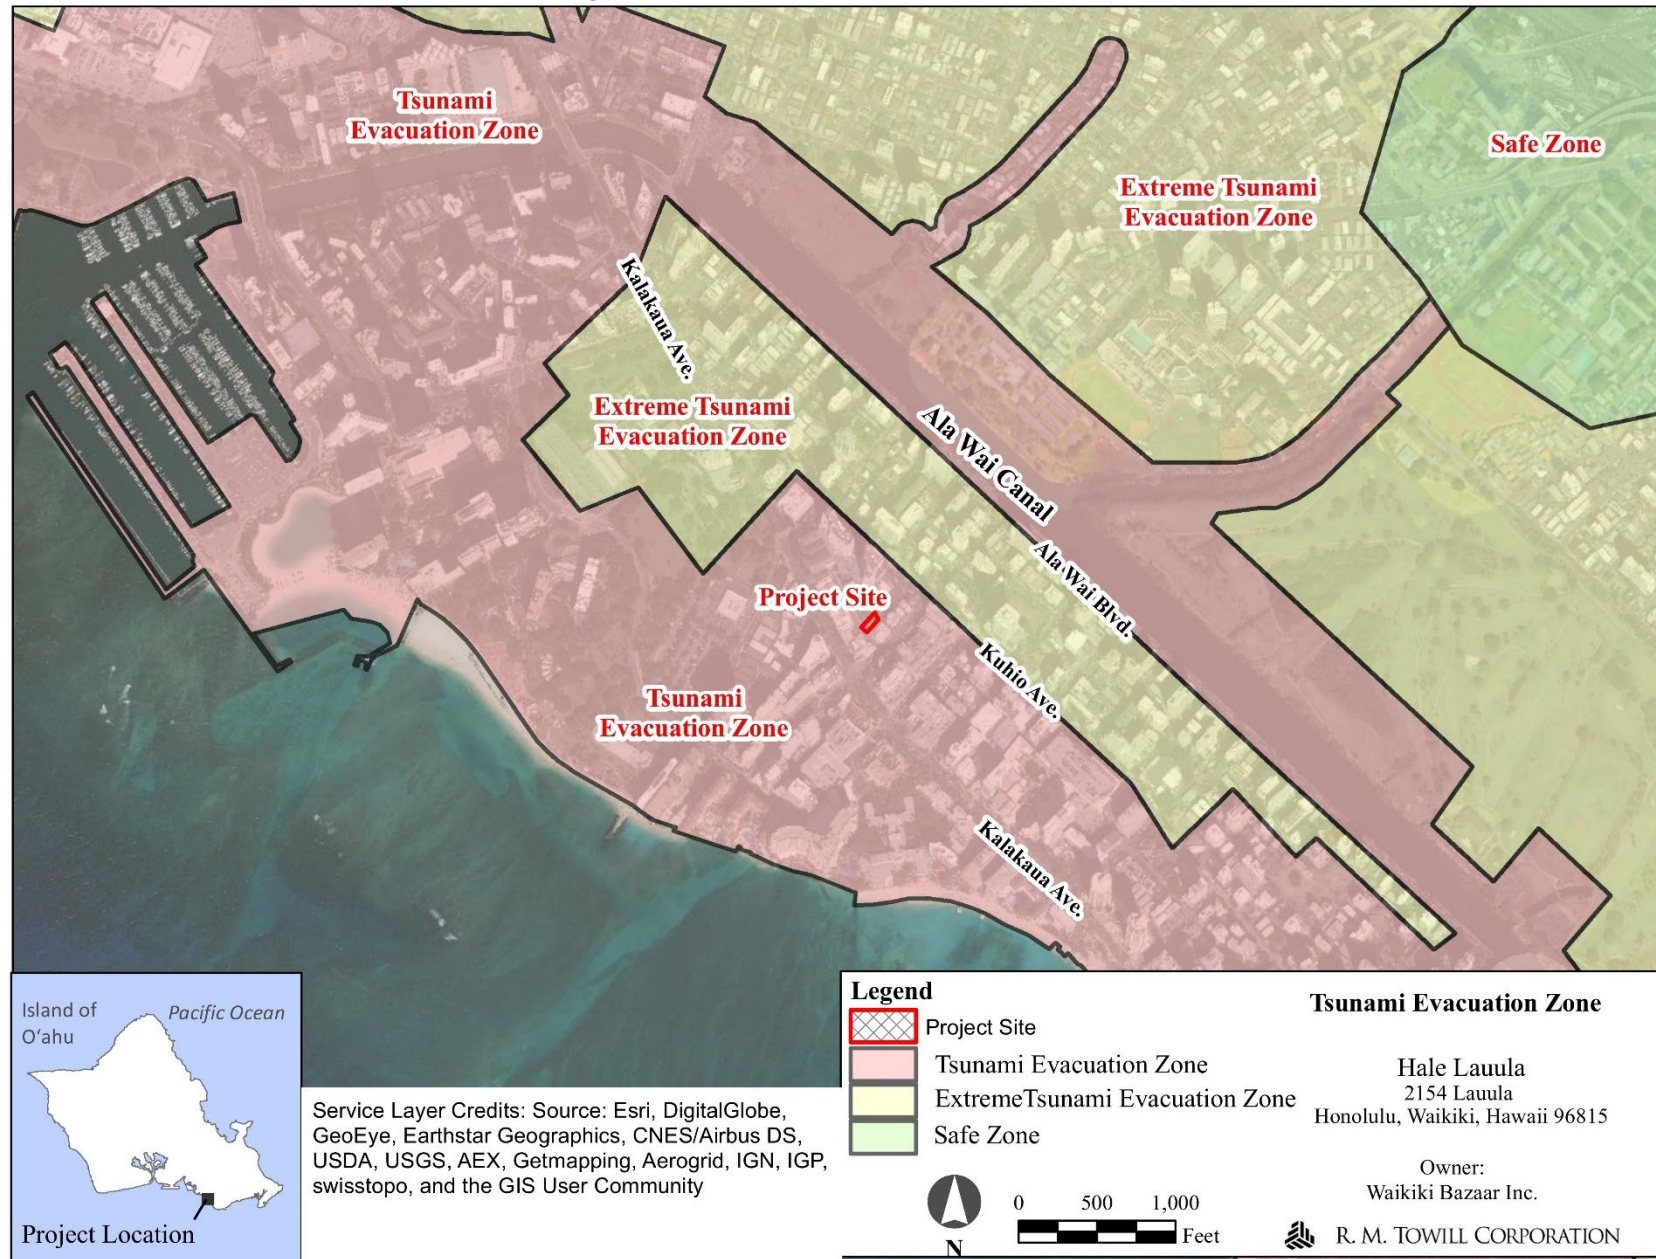 Tsunami
Evacuation Zone
Safe Zone
Extreme Tsunami
Evacuation Zone
Kalakaua Ave.
Extreme Tsunami
Evacuation Zone
Ala Wai Canal
Ala Wai Blvd.
Project Site
Kuhio Ave.
Tsunami
Evacuation Zone
Kalakaua Ave.
Island of
Oʻahu
Pacific Ocean
Project Location
Service Layer Credits: Source: Esri, DigitalGlobe,
GeoEye, Earthstar Geographics, CNES/Airbus DS,
USDA, USGS, AEX, Getmapping, Aerogrid, IGN, IGP,
swisstopo, and the GIS User Community
Legend
Project Site
Tsunami Evacuation Zone
ExtremeTsunami Evacuation Zone
Safe Zone
N
0 500 1,000
Feet
Tsunami Evacuation Zone
Hale Lauula
2154 Lauula
Honolulu, Waikiki, Hawaii 96815
Owner:
Waikiki Bazaar Inc.
R. M. TOWILL CORPORATION